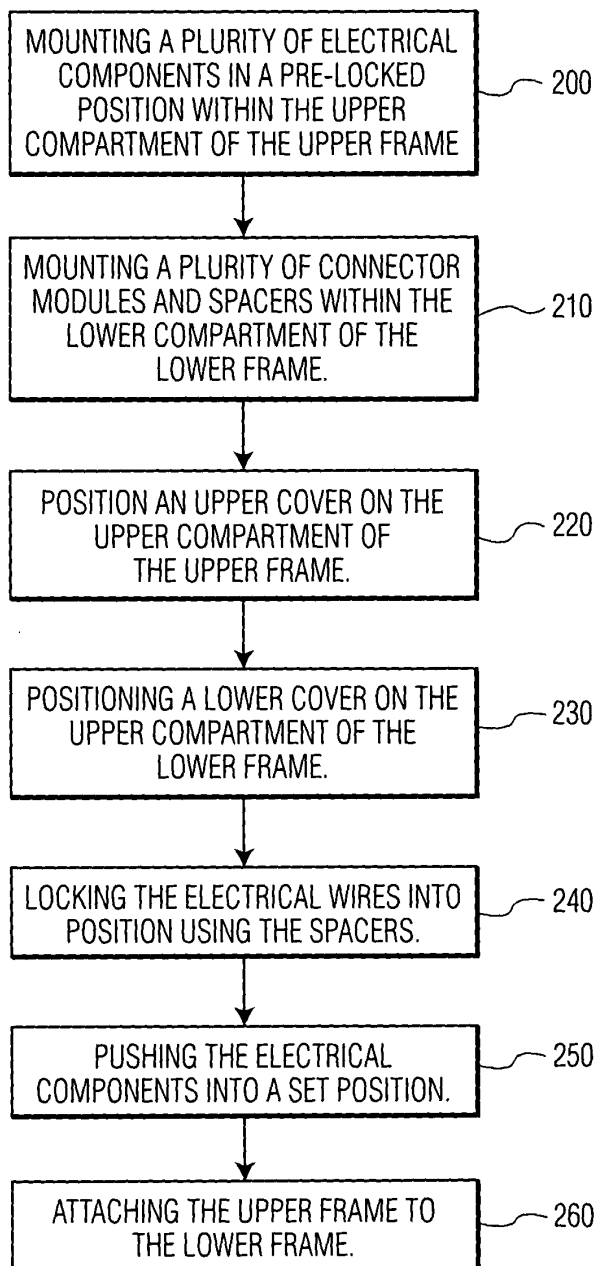 MOUNTING A PLURITY OF ELECTRICAL
COMPONENTS IN A PRE-LOCKED
POSITION WITHIN THE UPPER
COMPARTMENT OF THE UPPER FRAME
200
MOUNTING A PLURITY OF CONNECTOR
MODULES AND SPACERS WITHIN THE
LOWER COMPARTMENT OF THE
LOWER FRAME.
210
POSITION AN UPPER COVER ON THE
UPPER COMPARTMENT OF
THE UPPER FRAME.
220
POSITIONING A LOWER COVER ON THE
UPPER COMPARTMENT OF THE
LOWER FRAME.
230
LOCKING THE ELECTRICAL WIRES INTO
POSITION USING THE SPACERS.
240
PUSHING THE ELECTRICAL
COMPONENTS INTO A SET POSITION.
250
ATTACHING THE UPPER FRAME TO
THE LOWER FRAME.
260